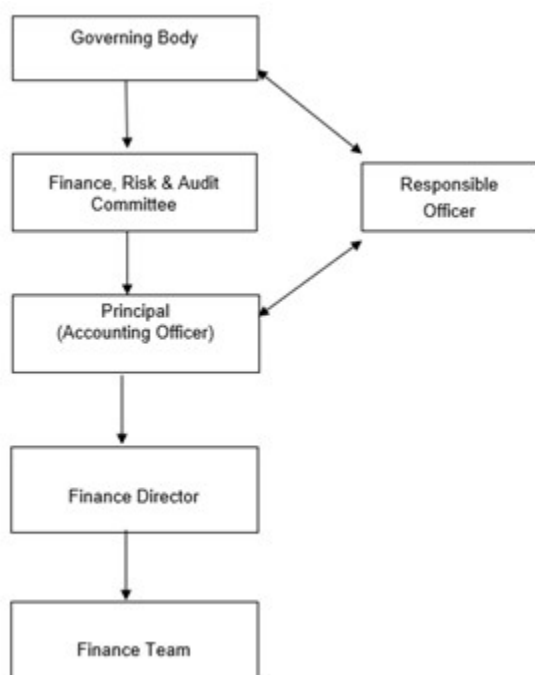 Governing Body
Finance, Risk & Audit
Committee
Responsible
Officer
Principal
(Accounting Officer)
Finance Director
Finance Team